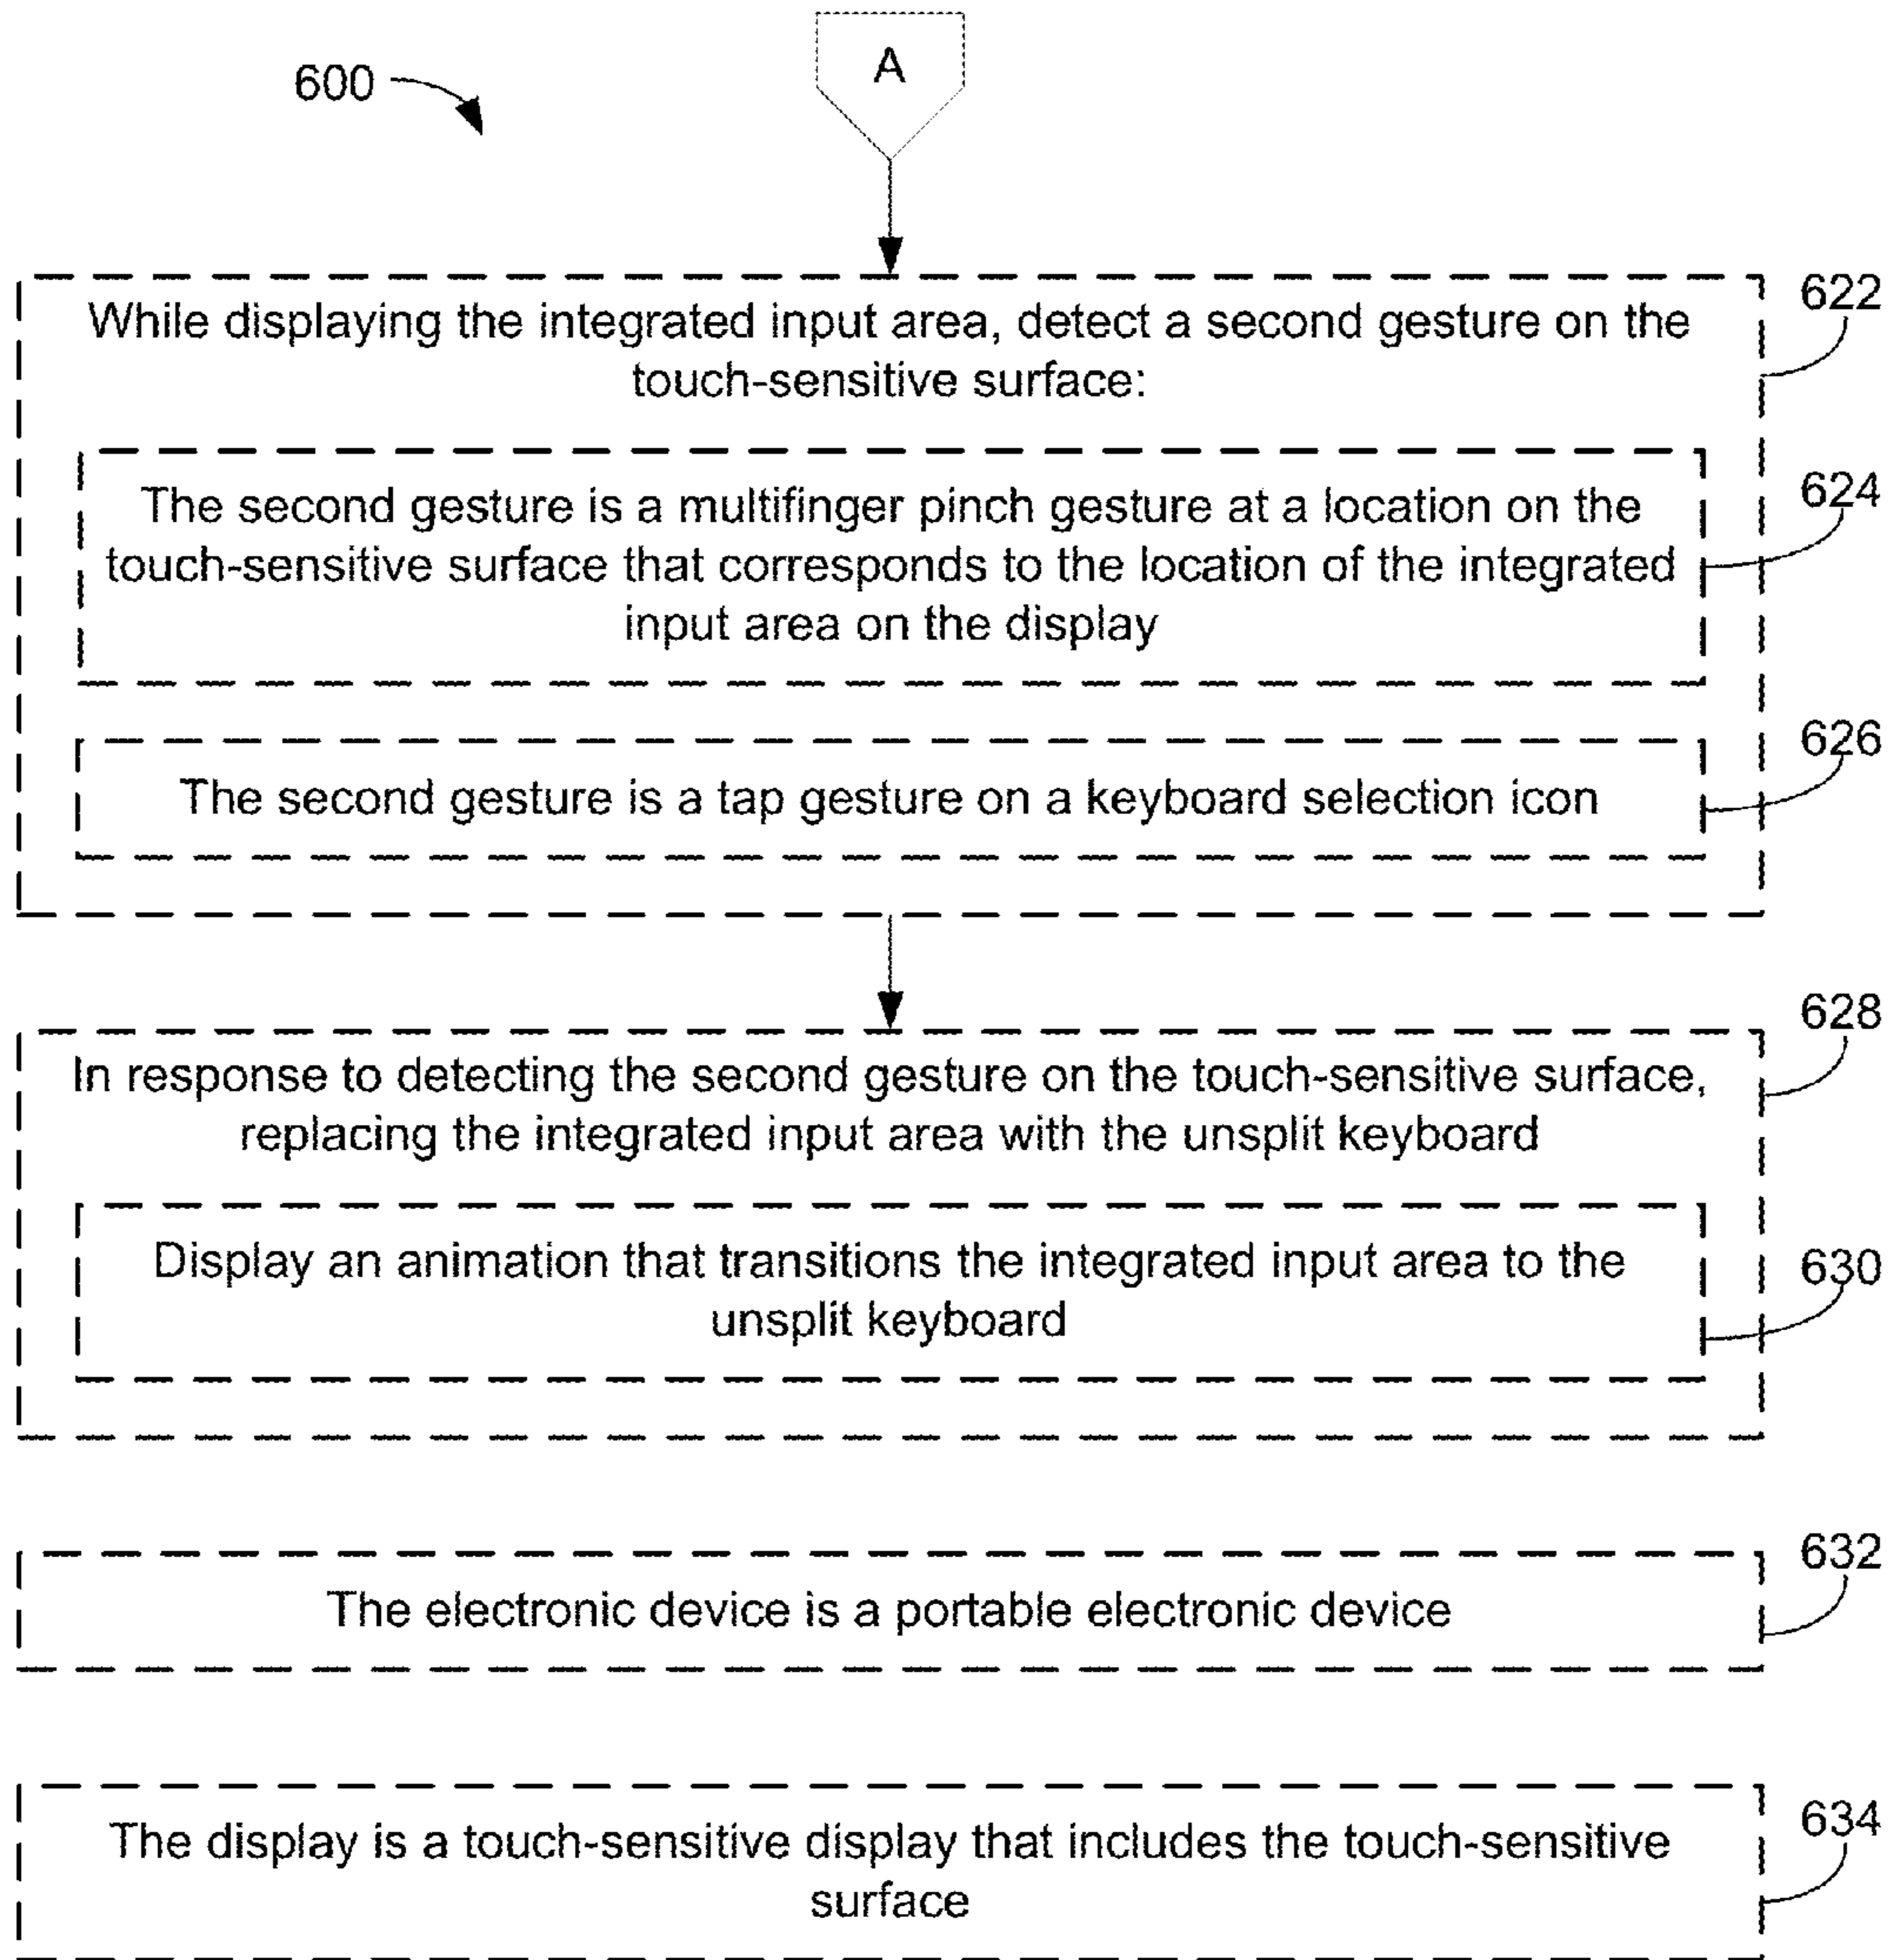 A
600
622
While displaying the integrated input area, detect a second gesture on the
touch-sensitive surface:
624
The second gesture is a multifinger pinch gesture at a location on the
touch-sensitive surface that corresponds to the location of the integrated
input area on the display
626
The second gesture is a tap gesture on a keyboard selection icon
628
In response to detecting the second gesture on the touch-sensitive surface,
replacing the integrated input area with the unsplit keyboard
630
Display an animation that transitions the integrated input area to the
unsplit keyboard
632
The electronic device is a portable electronic device
634
The display is a touch-sensitive display that includes the touch-sensitive
surface